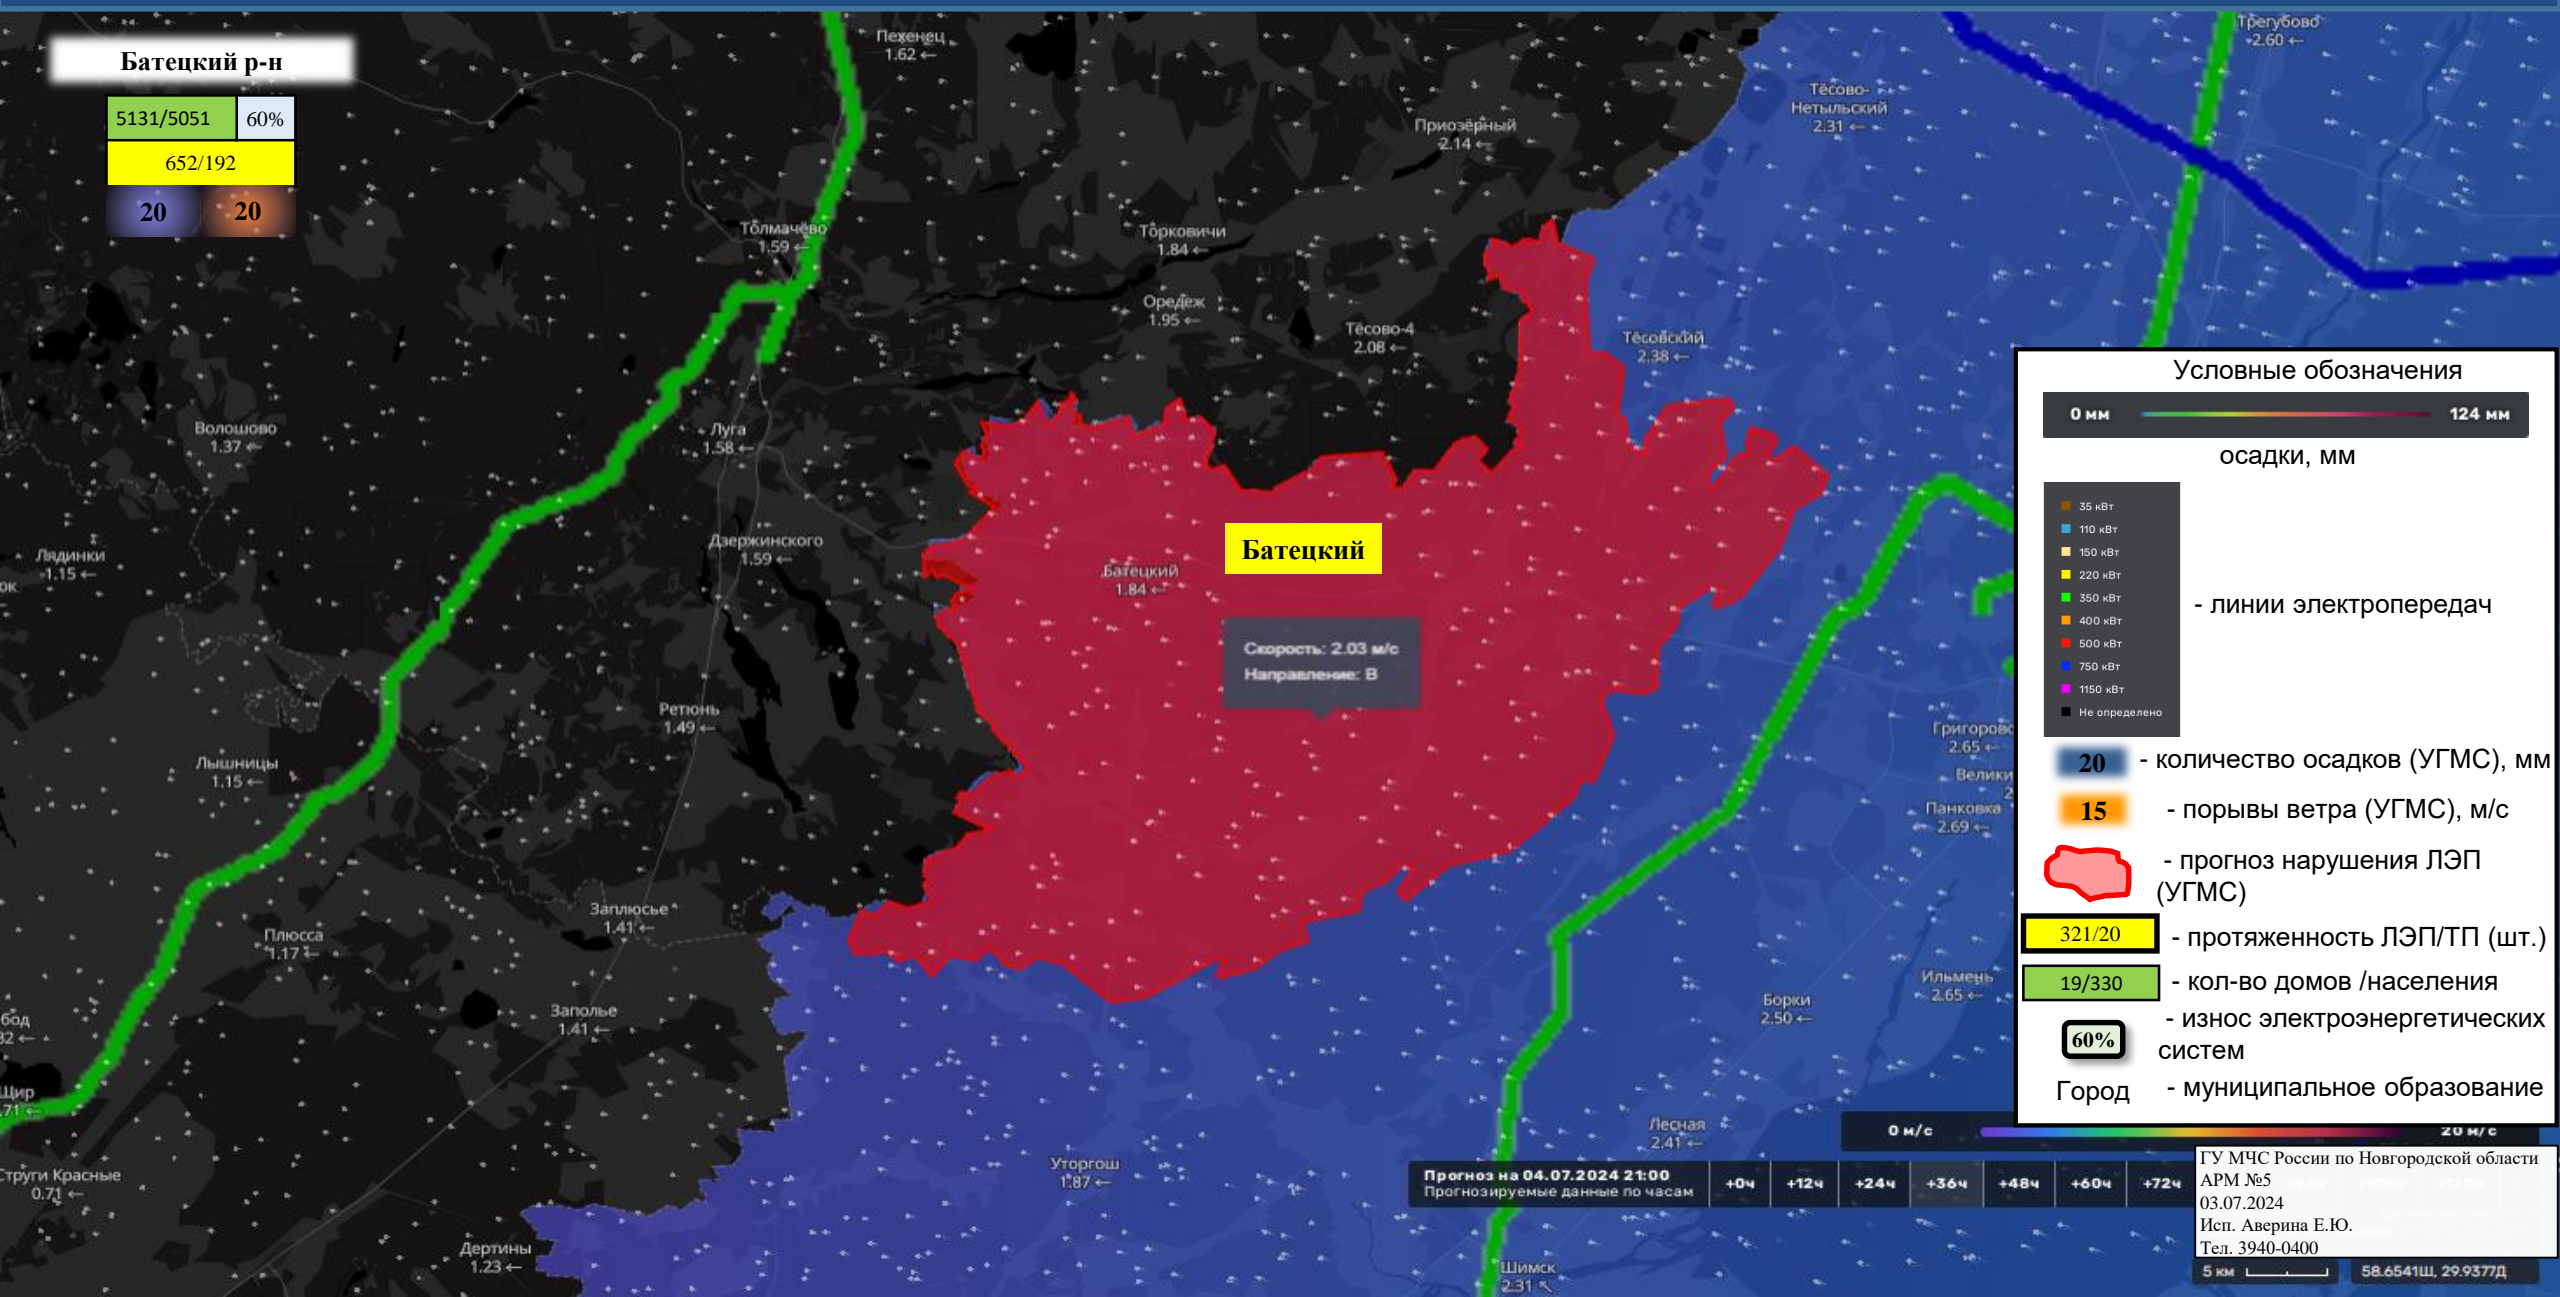 Батецкий р-н
5131/5051
60%
652/192
20
20
Пехенец
1.62 ←
Трегубово
2.60 ←
Тёсово-
Нетыльский
2.31 ←
Приозёрный
2.14 ←
Толмачёво
1.59 ←
Торковичи
1.84 ←
Оредеж
1.95 ←
Тёсово-4
2.08 ←
Тёсовский
2.38 ←
Волошово
1.37 ←
Луга
1.58 ←
Дзержинского
1.59 ←
Лядинки
1.15 ←
Батецкий
Батецкий
1.84 ←
Скорость: 2.03 м/с
Направление: В
Ретюнь
1.49 ←
Лышницы
1.15 ←
Григорово
2.65 ←
Велики
Панковка
2.69 ←
Заплюсье
1.41 ←
Плюсса
1.17 ←
Заполье
1.41 ←
Ильмень
2.65 ←
Борки
2.50 ←
бод
32 ←
Щир
.71 ←
Струги Красные
0.71 ←
Лесная
2.41 ←
Уторгош
1.87 ←
Дертины
1.23 ←
Шимск
2.31 ↖
Условные обозначения
0 мм
124 мм
осадки, мм
35 кВт
110 кВт
150 кВт
220 кВт
350 кВт
400 кВт
500 кВт
750 кВт
1150 кВт
Не определено
- линии электропередач
20 - количество осадков (УГМС), мм
15 - порывы ветра (УГМС), м/с
- прогноз нарушения ЛЭП
(УГМС)
321/20 - протяженность ЛЭП/ТП (шт.)
19/330 - кол-во домов /населения
60% - износ электроэнергетических
систем
Город - муниципальное образование
0 м/с
20 м/с
Прогноз на 04.07.2024 21:00
Прогнозируемые данные по часам
+0ч +12ч +24ч +36ч +48ч +60ч +72ч
ГУ МЧС России по Новгородской области
АРМ №5
03.07.2024
Исп. Аверина Е.Ю.
Тел. 3940-0400
5 км
58.6541Ш, 29.9377Д